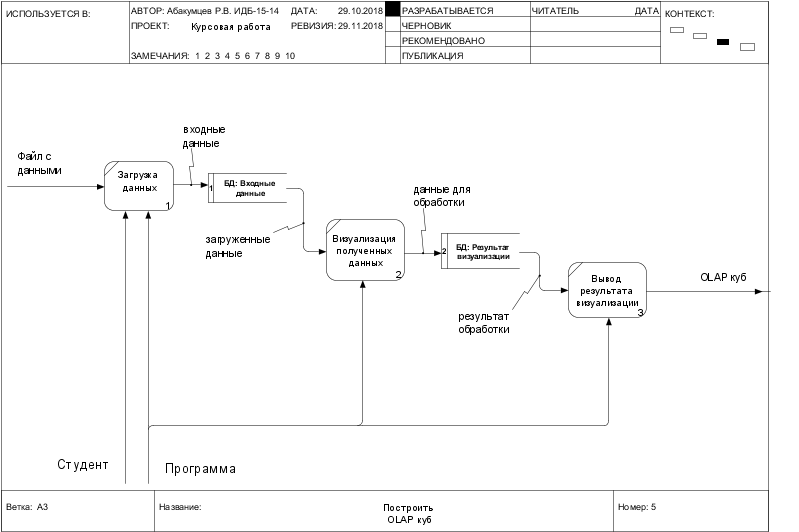 ИСПОЛЬЗУЕТСЯ В:
АВТОР: Абакумцев Р.В. ИДБ-15-14
ДАТА: 29.10.2018
ПРОЕКТ: Курсовая работа
РЕВИЗИЯ: 29.11.2018
ЗАМЕЧАНИЯ: 1 2 3 4 5 6 7 8 9 10
РАЗРАБАТЫВАЕТСЯ
ЧЕРНОВИК
РЕКОМЕНДОВАНО
ПУБЛИКАЦИЯ
ЧИТАТЕЛЬ ДАТА
КОНТЕКСТ:
Файл с
данными
Загрузка
данных
1
входные
данные
1
БД: Входные
данные
загруженные
данные
Визуализация
полученных
данных
2
данные для
обработки
2
БД: Результат
визуализации
результат
обработки
Вывод
результата
визуализации
3
OLAP куб
Студент
Программа
Ветка: А3
Название:
Построить
OLAP куб
Номер: 5